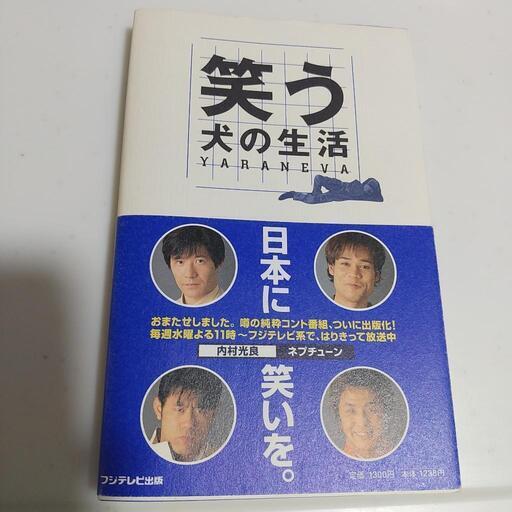 笑う
犬の生活
YARANEVA
日本に
笑いを。
おまたせしました。噂の純粋コント番組、ついに出版化!
毎週水曜よる11時~フジテレビ系で、はりきって放送中
内村光良 ネプチューン
フジテレビ出版
定価 1300円 本体 1238円